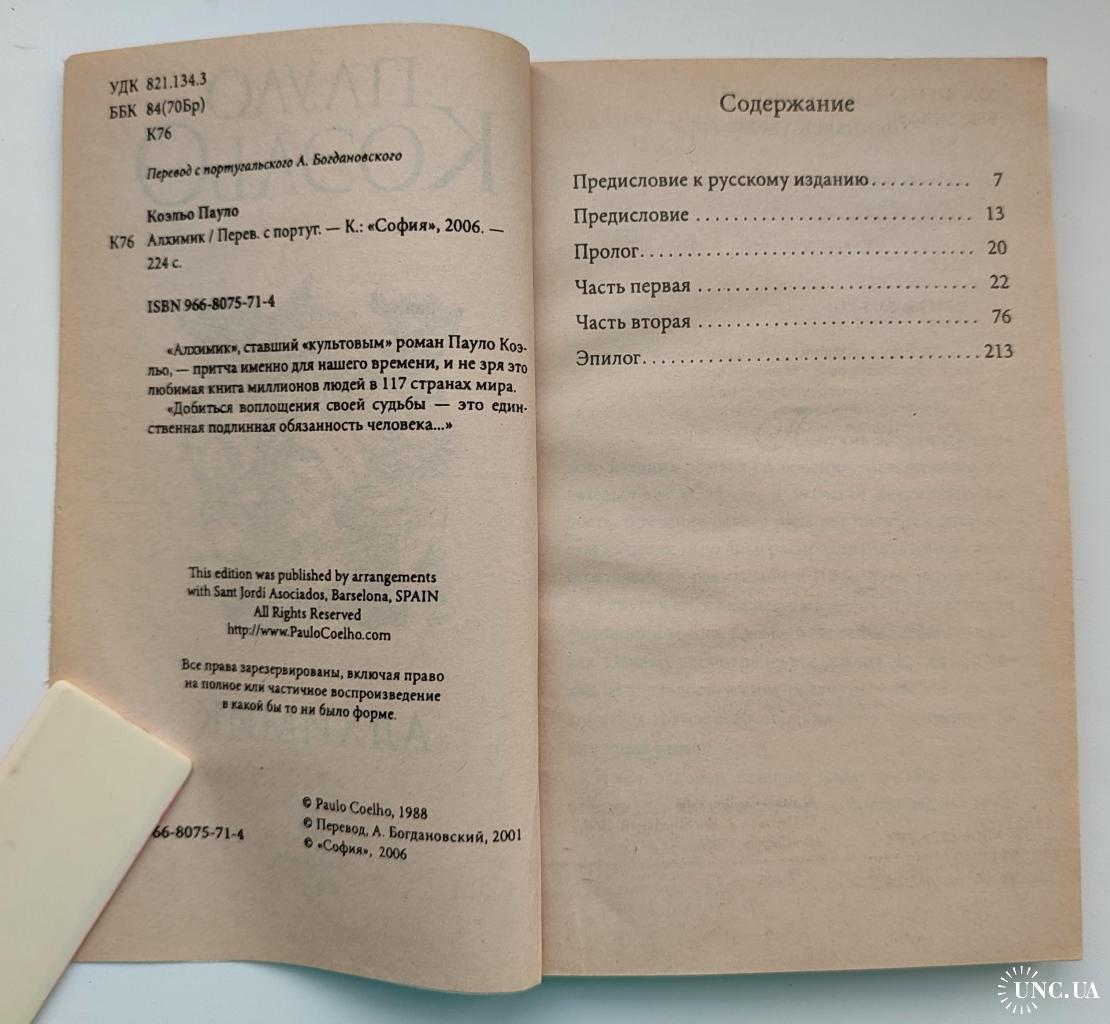 УДК 821.134.3
ББК 84(70Бр)
К76
Перевод с португальского А. Богдановского
Коэльо Пауло
К76 Алхимик / Перев. с португ. — К.: «София», 2006. —
224 с.
ISBN 966-8075-71-4
«Алхимик», ставший «культовым» роман Пауло Коэ-
льо, — притча именно для нашего времени, и не зря это
любимая книга миллионов людей в 117 странах мира.
«Добиться воплощения своей судьбы — это един-
ственная подлинная обязанность человека...»
This edition was published by arrangements
with Sant Jordi Asociados, Barselona, SPAIN
All Rights Reserved
http://www.PauloCoelho.com
Все права зарезервированы, включая право
на полное или частичное воспроизведение
в какой бы то ни было форме.
66-8075-71-4
© Paulo Coelho, 1988
© Перевод, А. Богдановский, 2001
© «София», 2006
Содержание
Предисловие к русскому изданию........... 7
Предисловие ............................ 13
Пролог.................................. 20
Часть первая ............................ 22
Часть вторая ............................ 76
Эпилог..................................213
UNC.UA